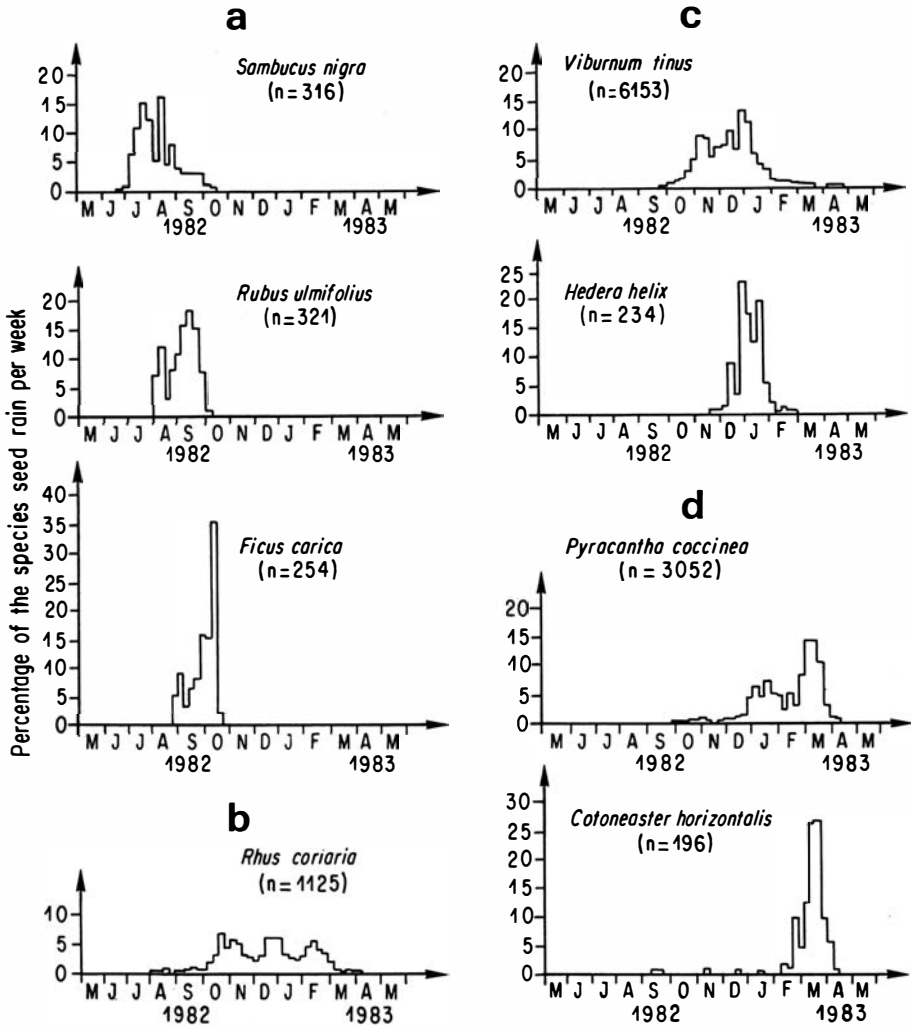 Percentage of the species seed rain per week
a
Sambucus nigra
(n=316)
20
15
10
5
0
M J J A S O N D J F M A M
1982 1983
Rubus ulmifolius
(n=321)
20
15
10
5
0
M J J A S O N D J F M A M
1982 1983
Ficus carica
(n=254)
40
35
30
25
20
15
10
5
0
M J J A S O N D J F M A M
1982 1983
b
Rhus coriaria
(n=1125)
10
5
0
M J J A S O N D J F M A M
1982 1983
c
Viburnum tinus
(n=6153)
20
15
10
5
0
M J J A S O N D J F M A M
1982 1983
Hedera helix
(n=234)
25
20
15
10
5
0
M J J A S O N D J F M A M
1982 1983
d
Pyracantha coccinea
(n=3052)
20
15
10
5
0
M J J A S O N D J F M A M
1982 1983
Cotoneaster horizontalis
(n=196)
30
25
20
15
10
5
0
M J J A S O N D J F M A M
1982 1983